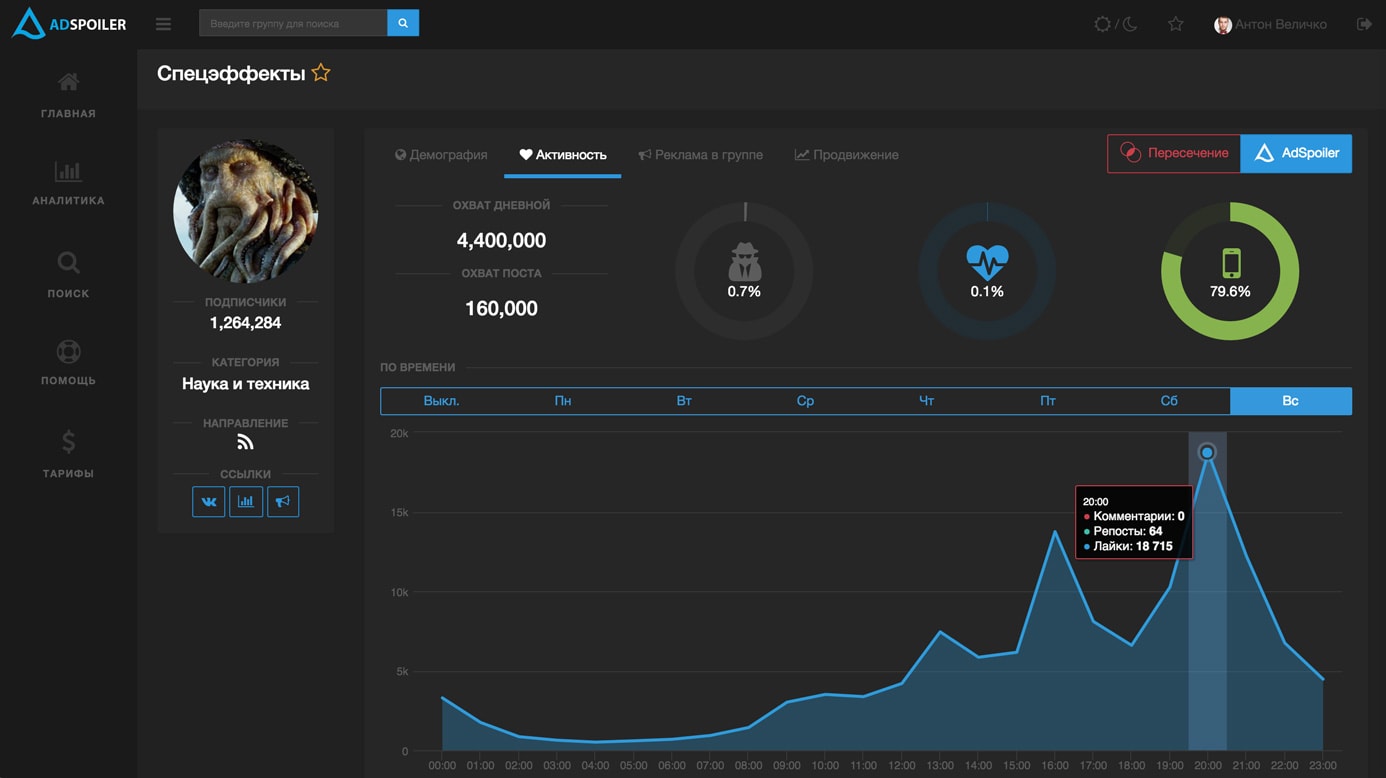 ADSPOILER
Введите группу для поиска
/
Антон Величко
ГЛАВНАЯ
АНАЛИТИКА
ПОИСК
ПОМОЩЬ
ТАРИФЫ
Спецэффекты
ПОДПИСЧИКИ
1,264,284
КАТЕГОРИЯ
Наука и техника
НАПРАВЛЕНИЕ
ССЫЛКИ
Демография Активность Реклама в группе Продвижение
Пересечение AdSpoiler
ОХВАТ ДНЕВНОЙ
4,400,000
ОХВАТ ПОСТА
160,000
0.7% 0.1% 79.6%
ПО ВРЕМЕНИ
Выкл. Пн Вт Ср Чт Пт Сб Вс
20k
15k
10k
5k
0
20:00
Комментарии: 0
Репосты: 64
Лайки: 18 715
00:00 01:00 02:00 03:00 04:00 05:00 06:00 07:00 08:00 09:00 10:00 11:00 12:00 13:00 14:00 15:00 16:00 17:00 18:00 19:00 20:00 21:00 22:00 23:00